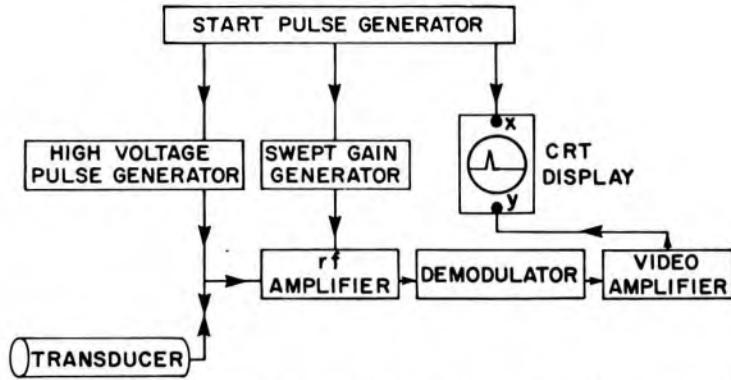 START PULSE GENERATOR
HIGH VOLTAGE
PULSE GENERATOR
SWEPT GAIN
GENERATOR
x
y
CRT
DISPLAY
rf
AMPLIFIER
DEMODULATOR
VIDEO
AMPLIFIER
TRANSDUCER